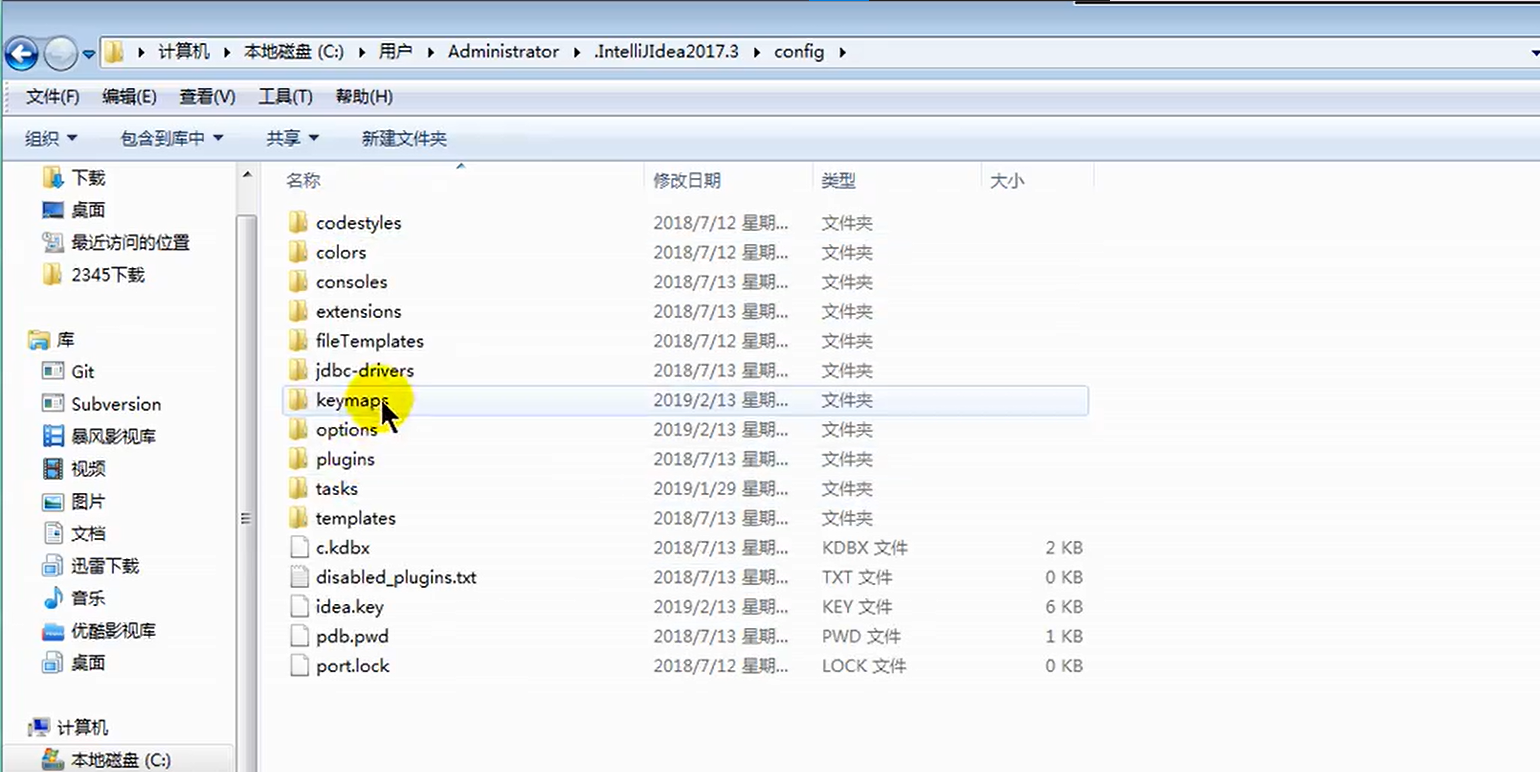 计算机 本地磁盘 (C:) 用户 Administrator .IntelliJIdea2017.3 config
文件(F) 编辑(E) 查看(V) 工具(T) 帮助(H)
组织 包含到库中 共享 新建文件夹
下载
桌面
最近访问的位置
2345下载
库
Git
Subversion
暴风影视库
视频
图片
文档
迅雷下载
音乐
优酷影视库
桌面
计算机
本地磁盘 (C:)
名称 修改日期 类型 大小
codestyles 2018/7/12 星期... 文件夹
colors 2018/7/12 星期... 文件夹
consoles 2018/7/13 星期... 文件夹
extensions 2018/7/13 星期... 文件夹
fileTemplates 2018/7/12 星期... 文件夹
jdbc-drivers 2018/7/13 星期... 文件夹
keymaps 2019/2/13 星期... 文件夹
options 2019/2/13 星期... 文件夹
plugins 2018/7/13 星期... 文件夹
tasks 2019/1/29 星期... 文件夹
templates 2018/7/13 星期... 文件夹
c.kdbx 2018/7/13 星期... KDBX 文件 2 KB
disabled_plugins.txt 2018/7/13 星期... TXT 文件 0 KB
idea.key 2019/2/13 星期... KEY 文件 6 KB
pdb.pwd 2018/7/13 星期... PWD 文件 1 KB
port.lock 2018/7/12 星期... LOCK 文件 0 KB